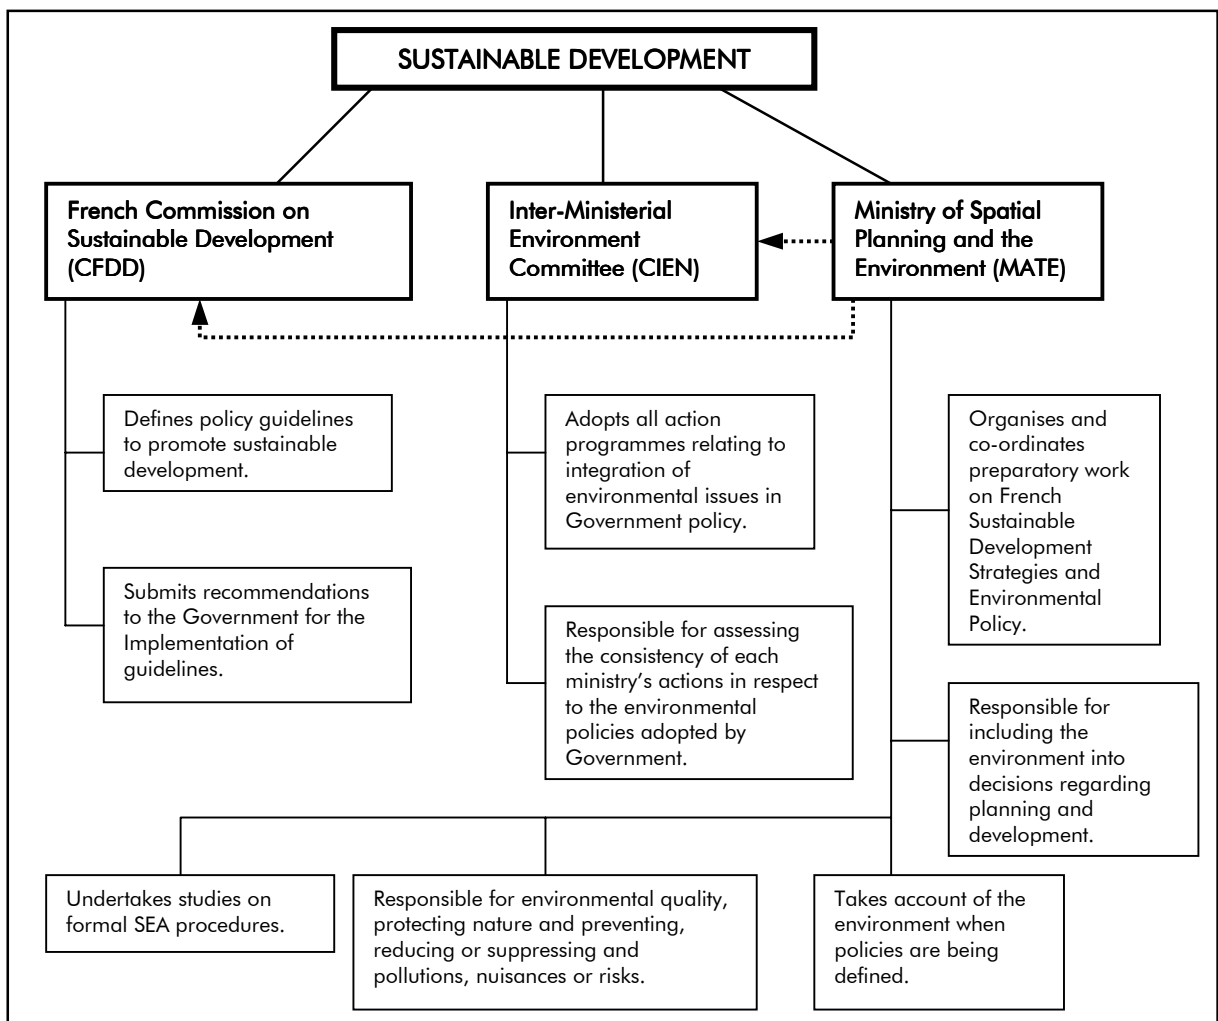 SUSTAINABLE DEVELOPMENT
French Commission on
Sustainable Development
(CFDD)
Inter-Ministerial
Environment
Committee (CIEN)
Ministry of Spatial
Planning and the
Environment (MATE)
Defines policy guidelines
to promote sustainable
development.
Submits recommendations
to the Government for the
Implementation of
guidelines.
Adopts all action
programmes relating to
integration of
environmental issues in
Government policy.
Responsible for assessing
the consistency of each
ministry's actions in respect
to the environmental
policies adopted by
Government.
Organises and
co-ordinates
preparatory work
on French
Sustainable
Development
Strategies and
Environmental
Policy.
Responsible for
including the
environment into
decisions regarding
planning and
development.
Undertakes studies on
formal SEA procedures.
Responsible for environmental quality,
protecting nature and preventing,
reducing or suppressing and
pollutions, nuisances or risks.
Takes account of the
environment when
policies are being
defined.